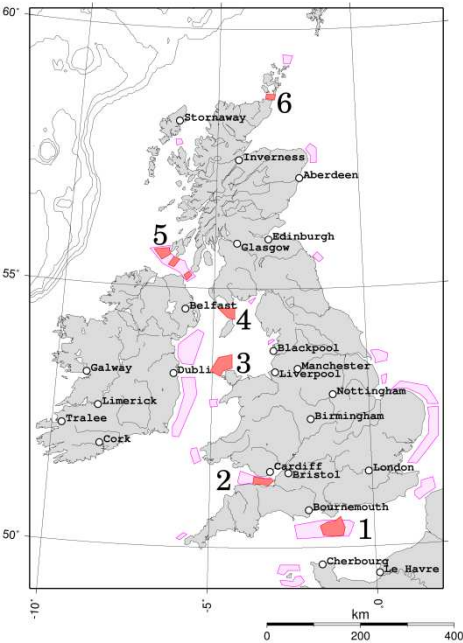 60°
6
Stornaway
Inverness
Aberdeen
5
Edinburgh
Glasgow
55°
Belfast
4
Blackpool
3
Galway
Dubli
Manchester
Liverpool
Nottingham
Limerick
Birmingham
Tralee
Cork
Cardiff
London
2
Bristol
Bournemouth
1
50°
Cherbourg
Le Havre
-10°
-5°
0°
km
0
200
400